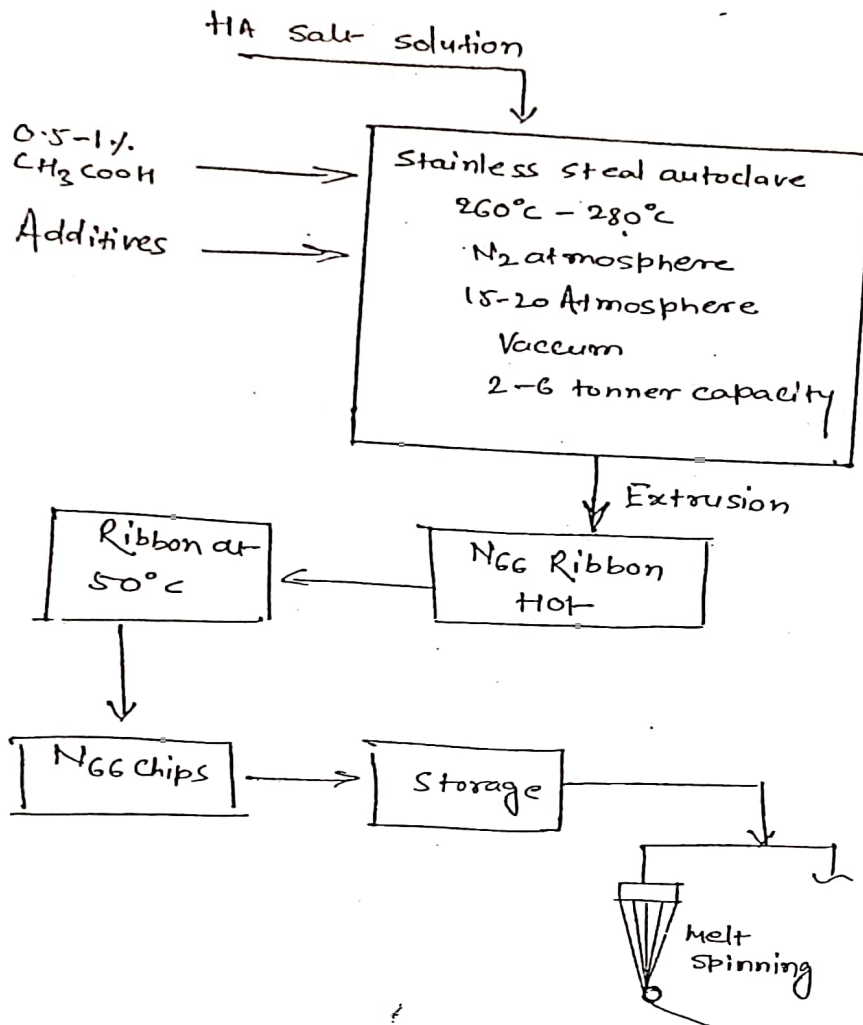 HA Salt solution
0.5-1%
CH3COOH
Additives
Stainless steal autoclave
260°c - 280°c
N2 atmosphere
15-20 Atmosphere
Vaccum
2-6 tonner capacity
Extrusion
N66 Ribbon
Hot
Ribbon at
50°c
N66 Chips
Storage
Melt
spinning